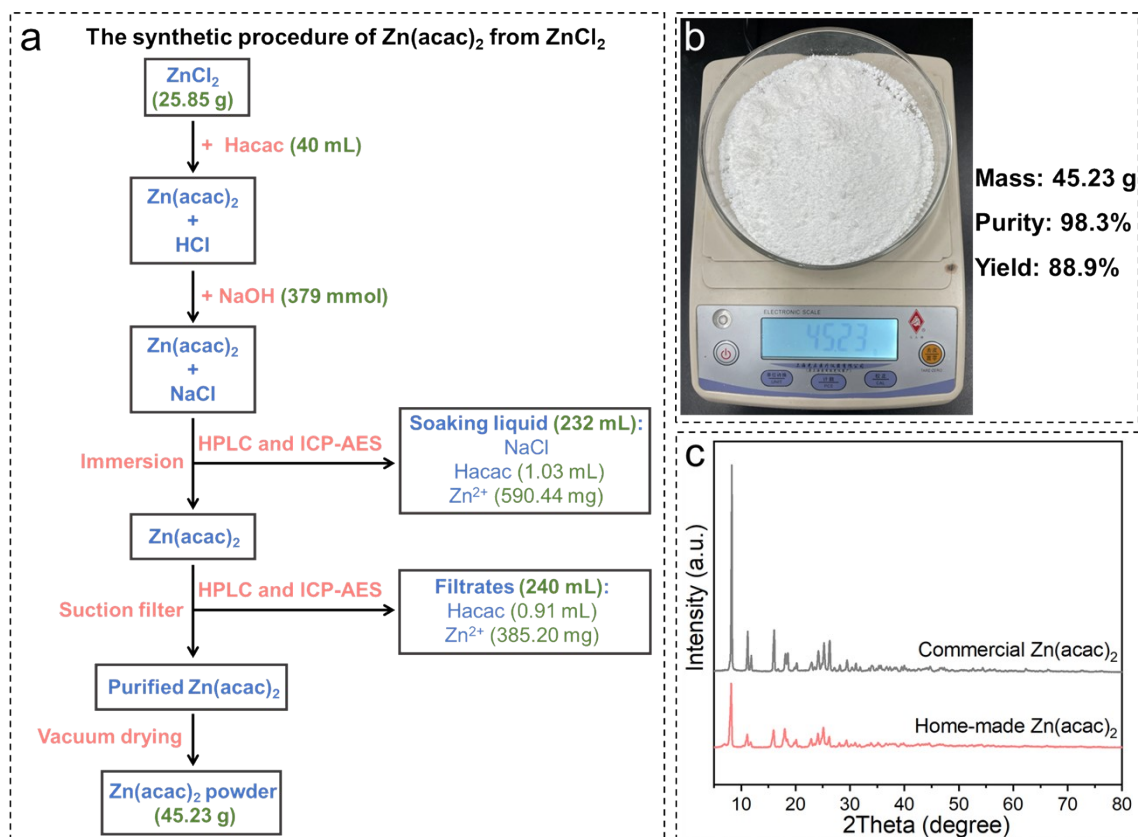 a
The synthetic procedure of Zn(acac)₂ from ZnCl₂
ZnCl₂
(25.85 g)
+ Hacac (40 mL)
Zn(acac)₂
+
HCl
+ NaOH (379 mmol)
Zn(acac)₂
+
NaCl
Immersion
HPLC and ICP-AES
Soaking liquid (232 mL):
NaCl
Hacac (1.03 mL)
Zn²⁺ (590.44 mg)
Zn(acac)₂
Suction filter
HPLC and ICP-AES
Filtrates (240 mL):
Hacac (0.91 mL)
Zn²⁺ (385.20 mg)
Purified Zn(acac)₂
Vacuum drying
Zn(acac)₂ powder
(45.23 g)
b
ELECTRONIC SCALE
45.23
Mass: 45.23 g
Purity: 98.3%
Yield: 88.9%
c
Intensity (a.u.)
Commercial Zn(acac)₂
Home-made Zn(acac)₂
10 20 30 40 50 60 70 80
2Theta (degree)